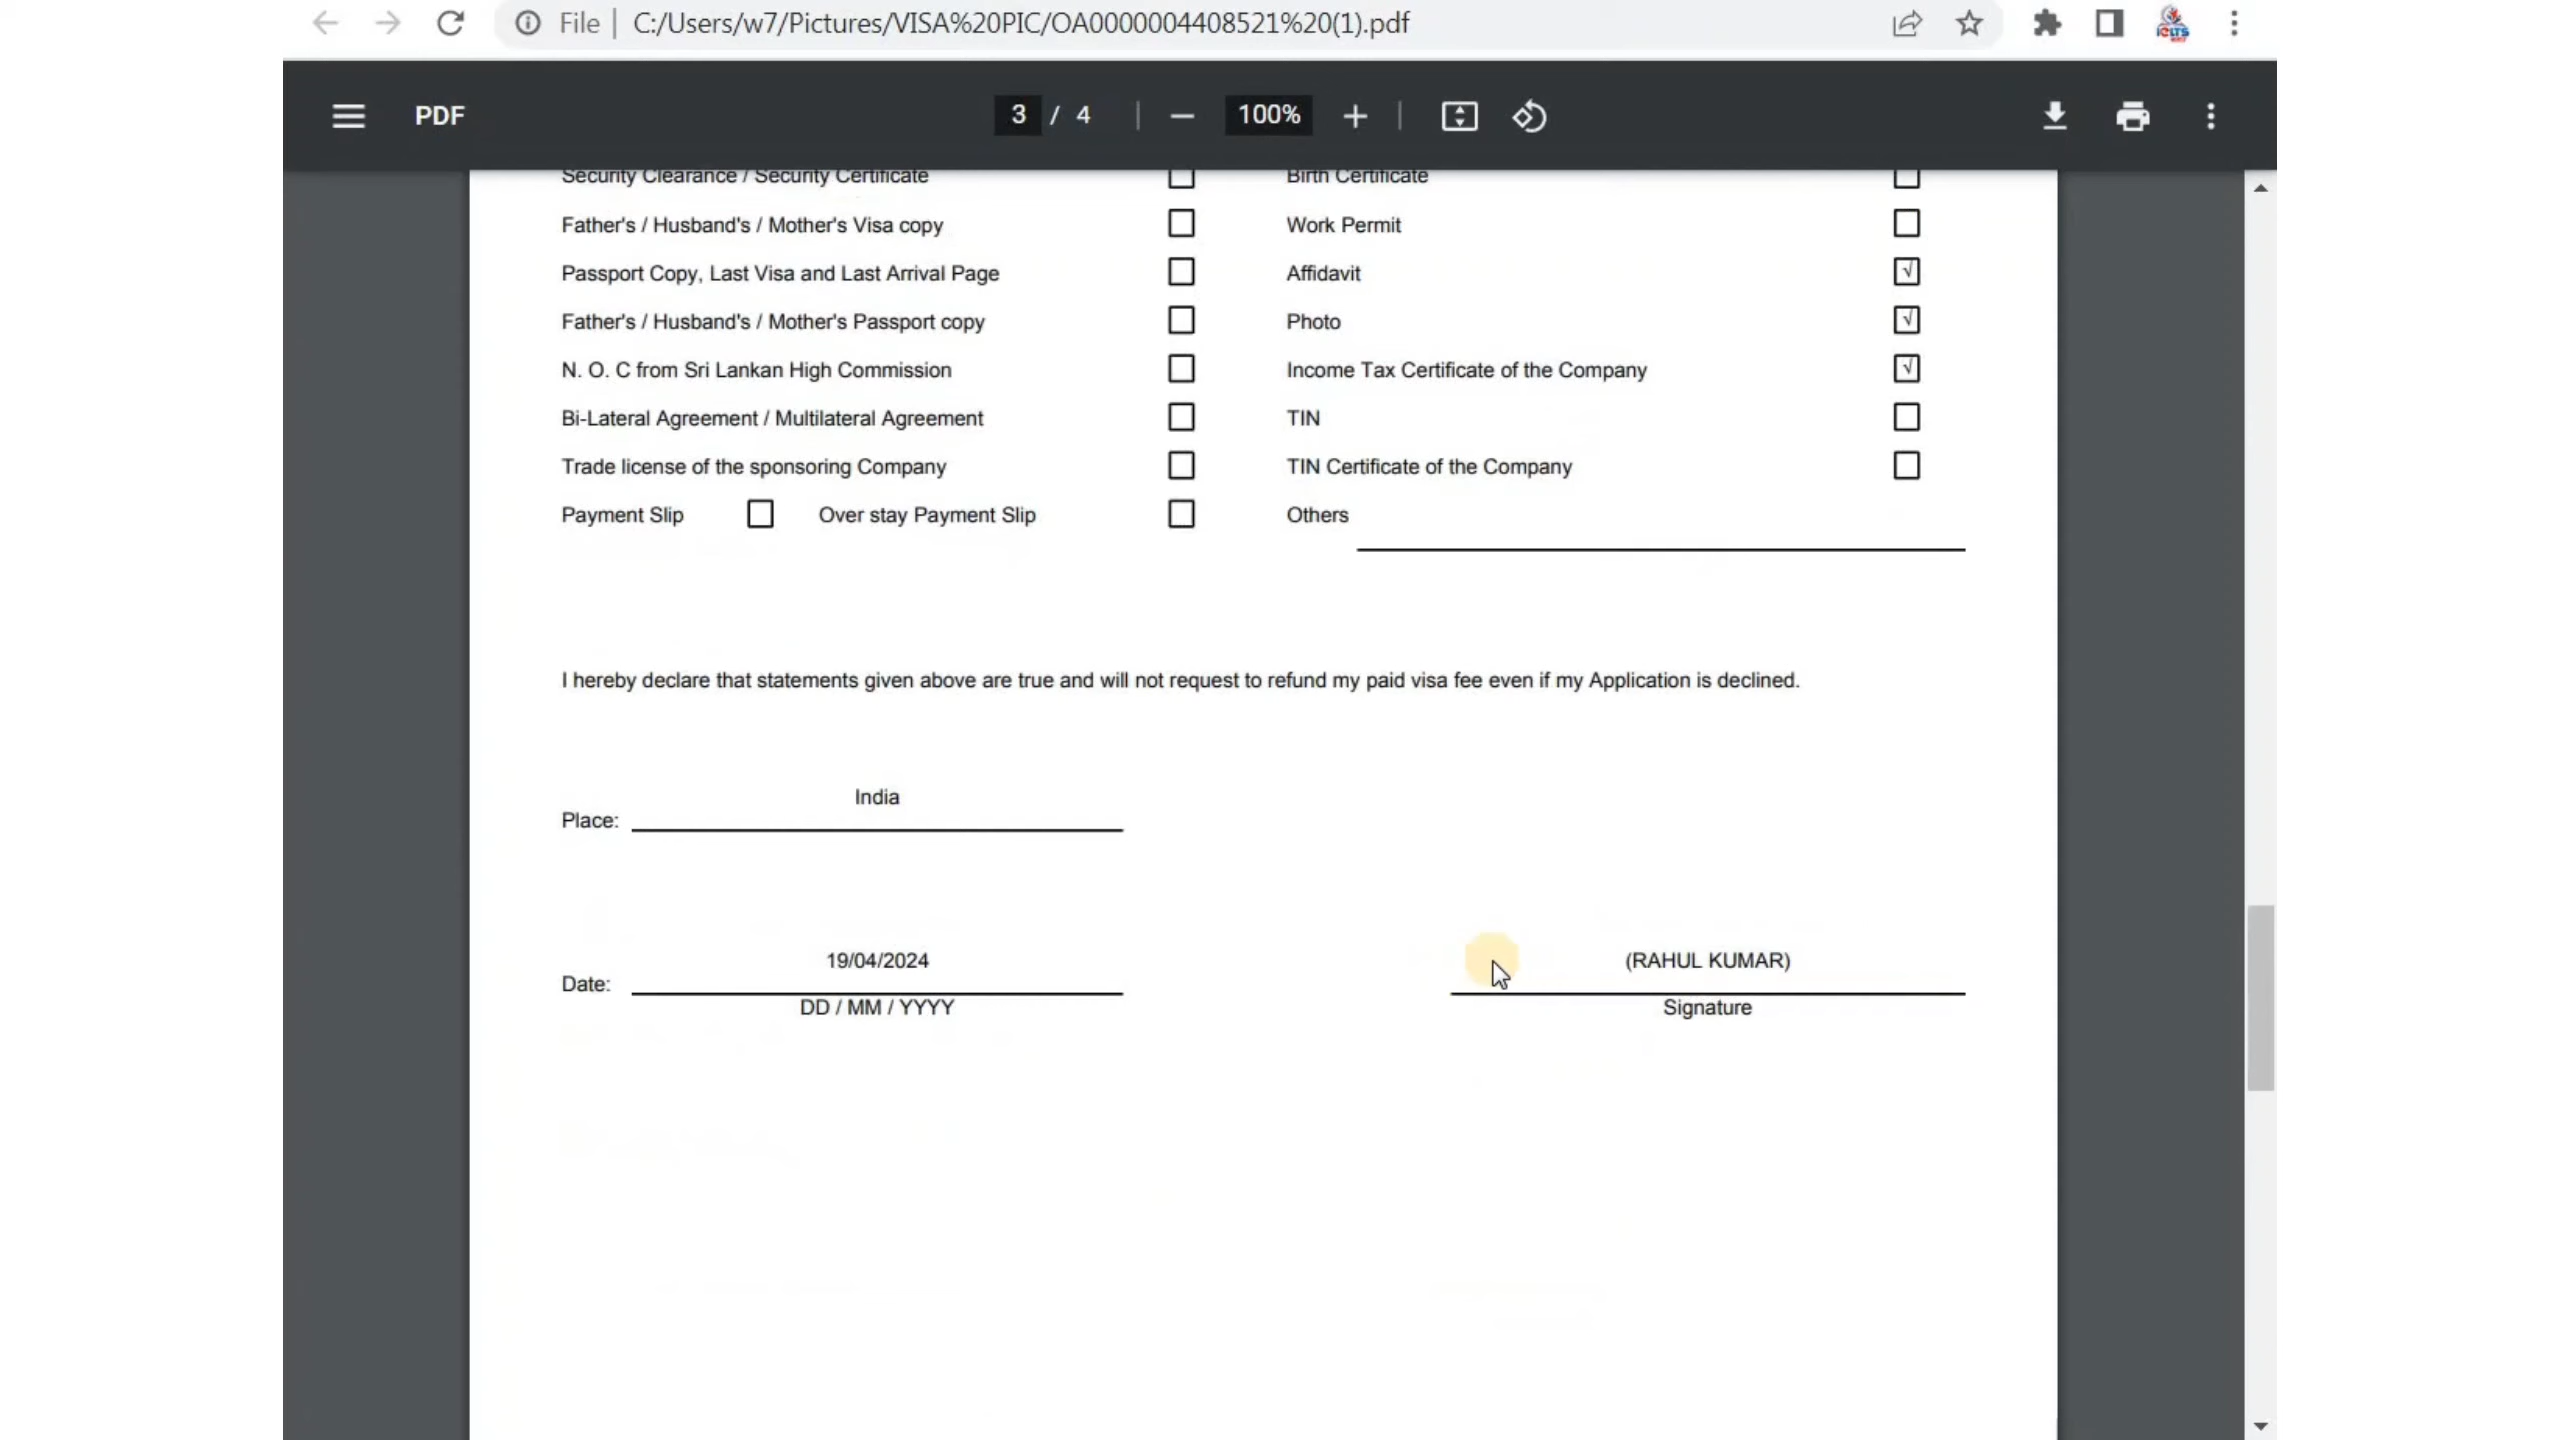 File | C:/Users/w7/Pictures/VISA%20PIC/OA0000004408521%20(1).pdf
IELTS
PDF 3 / 4 100%
Security Clearance / Security Certificate Birth Certificate
Father's / Husband's / Mother's Visa copy Work Permit
Passport Copy, Last Visa and Last Arrival Page Affidavit √
Father's / Husband's / Mother's Passport copy Photo √
N. O. C from Sri Lankan High Commission Income Tax Certificate of the Company √
Bi-Lateral Agreement / Multilateral Agreement TIN
Trade license of the sponsoring Company TIN Certificate of the Company
Payment Slip Over stay Payment Slip Others
I hereby declare that statements given above are true and will not request to refund my paid visa fee even if my Application is declined.
India
Place:
19/04/2024 (RAHUL KUMAR)
Date:
DD / MM / YYYY Signature